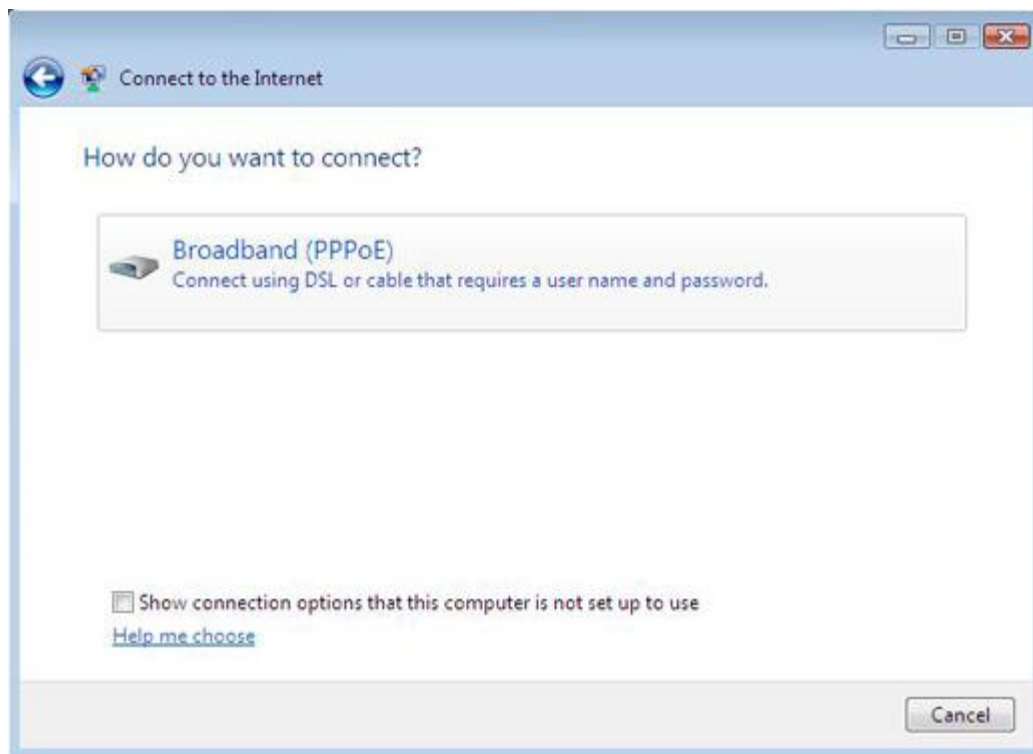 Connect to the Internet
How do you want to connect?
Broadband (PPPoE)
Connect using DSL or cable that requires a user name and password.
Show connection options that this computer is not set up to use
Help me choose
Cancel